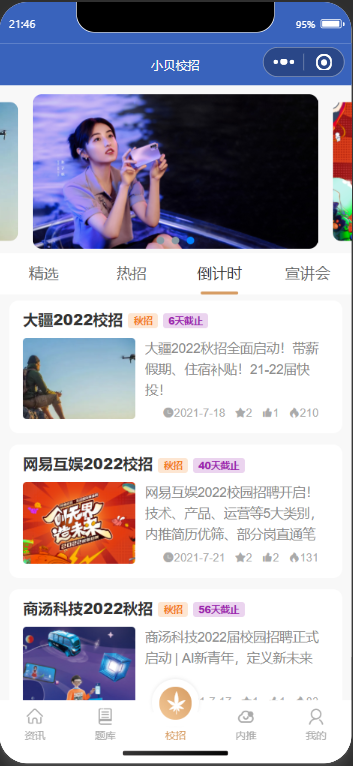 21:46
95%
小贝校招
精选 热招 倒计时 宣讲会
大疆2022校招 秋招 6天截止
大疆2022秋招全面启动！带薪
假期、住宿补贴！21-22届快
投！
2021-7-18 2 1 210
网易互娱2022校招 秋招 40天截止
网易互娱2022校园招聘开启！
技术、产品、运营等5大类别，
内推简历优筛、部分岗直通笔
2021-7-21 2 2 131
创无界
造未来
商汤科技2022秋招 秋招 56天截止
商汤科技2022届校园招聘正式
启动 | AI新青年，定义新未来
资讯 题库 校招 内推 我的